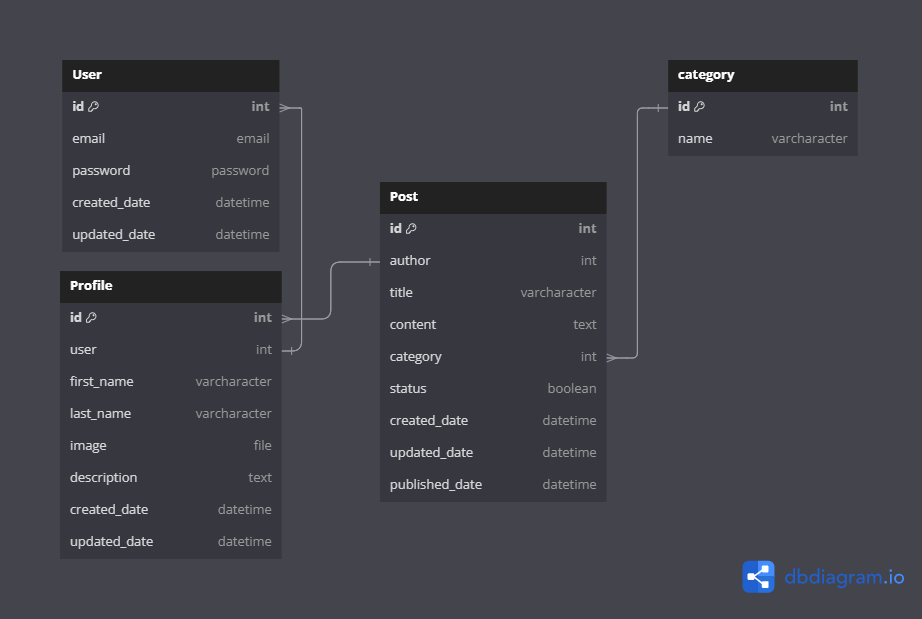 User
id int
email email
password password
created_date datetime
updated_date datetime
Profile
id int
user int
first_name varcharacter
last_name varcharacter
image file
description text
created_date datetime
updated_date datetime
Post
id int
author int
title varcharacter
content text
category int
status boolean
created_date datetime
updated_date datetime
published_date datetime
category
id int
name varcharacter
dbdiagram.io